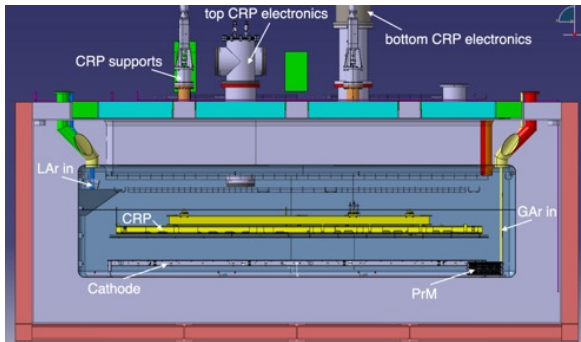 top CRP electronics
bottom CRP electronics
CRP supports
LAr in
CRP
GAr in
Cathode
PrM